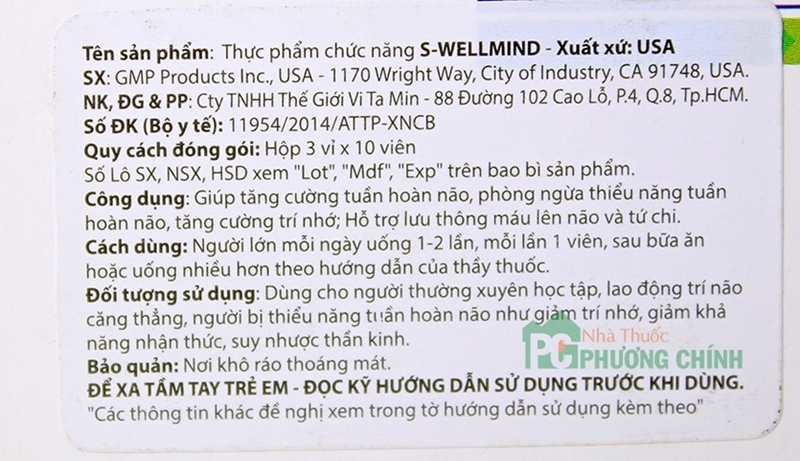 Tên sản phẩm: Thực phẩm chức năng S-WELLMIND - Xuất xứ: USA
SX: GMP Products Inc., USA - 1170 Wright Way, City of Industry, CA 91748, USA.
NK, ĐG & PP: Cty TNHH Thế Giới Vi Ta Min - 88 Đường 102 Cao Lỗ, P.4, Q.8, Tp.HCM.
Số ĐK (Bộ y tế): 11954/2014/ATTP-XNCB
Quy cách đóng gói: Hộp 3 vỉ x 10 viên
Số Lô SX, NSX, HSD xem "Lot", "Mdf", "Exp" trên bao bì sản phẩm.
Công dụng: Giúp tăng cường tuần hoàn não, phòng ngừa thiểu năng tuần
hoàn não, tăng cường trí nhớ; Hỗ trợ lưu thông máu lên não và tứ chi.
Cách dùng: Người lớn mỗi ngày uống 1-2 lần, mỗi lần 1 viên, sau bữa ăn
hoặc uống nhiều hơn theo hướng dẫn của thầy thuốc.
Đối tượng sử dụng: Dùng cho người thường xuyên học tập, lao động trí não
căng thẳng, người bị thiểu năng tuần hoàn não như giảm trí nhớ, giảm khả
năng nhận thức, suy nhược thần kinh.
Nhà Thuốc
PC PHƯƠNG CHÍNH
Bảo quản: Nơi khô ráo thoáng mát.
ĐỂ XA TẦM TAY TRẺ EM - ĐỌC KỸ HƯỚNG DẪN SỬ DỤNG TRƯỚC KHI DÙNG.
"Các thông tin khác đề nghị xem trong tờ hướng dẫn sử dụng kèm theo"